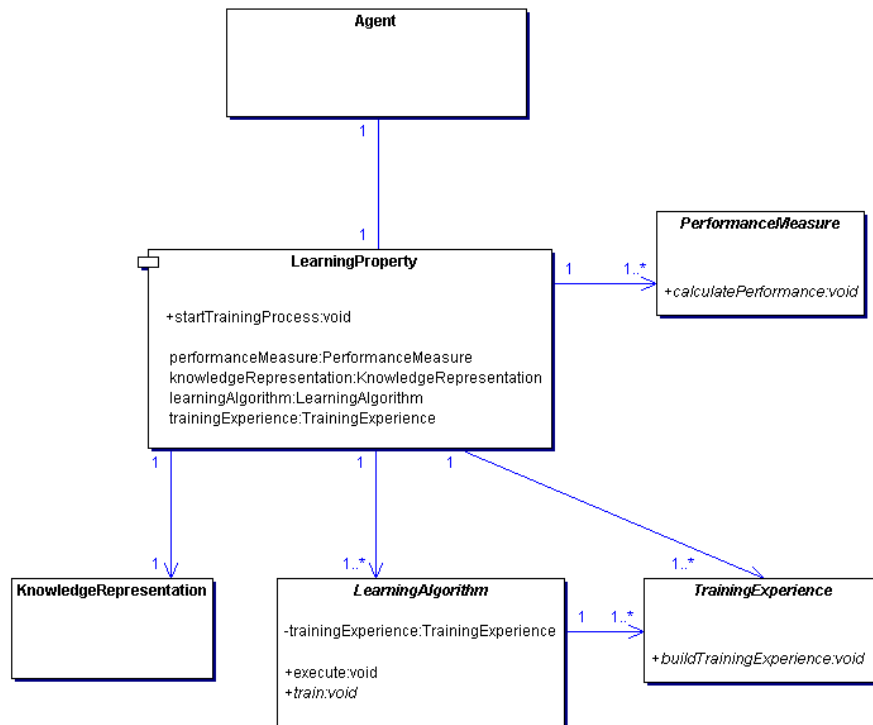 Agent
1
1
LearningProperty
+startTrainingProcess:void
performanceMeasure:PerformanceMeasure
knowledgeRepresentation:KnowledgeRepresentation
learningAlgorithm:LearningAlgorithm
trainingExperience:TrainingExperience
1
1..*
PerformanceMeasure
+calculatePerformance:void
1
1
1
1
1..*
1..*
KnowledgeRepresentation
LearningAlgorithm
-trainingExperience:TrainingExperience
+execute:void
+train:void
1
1..*
TrainingExperience
+buildTrainingExperience:void